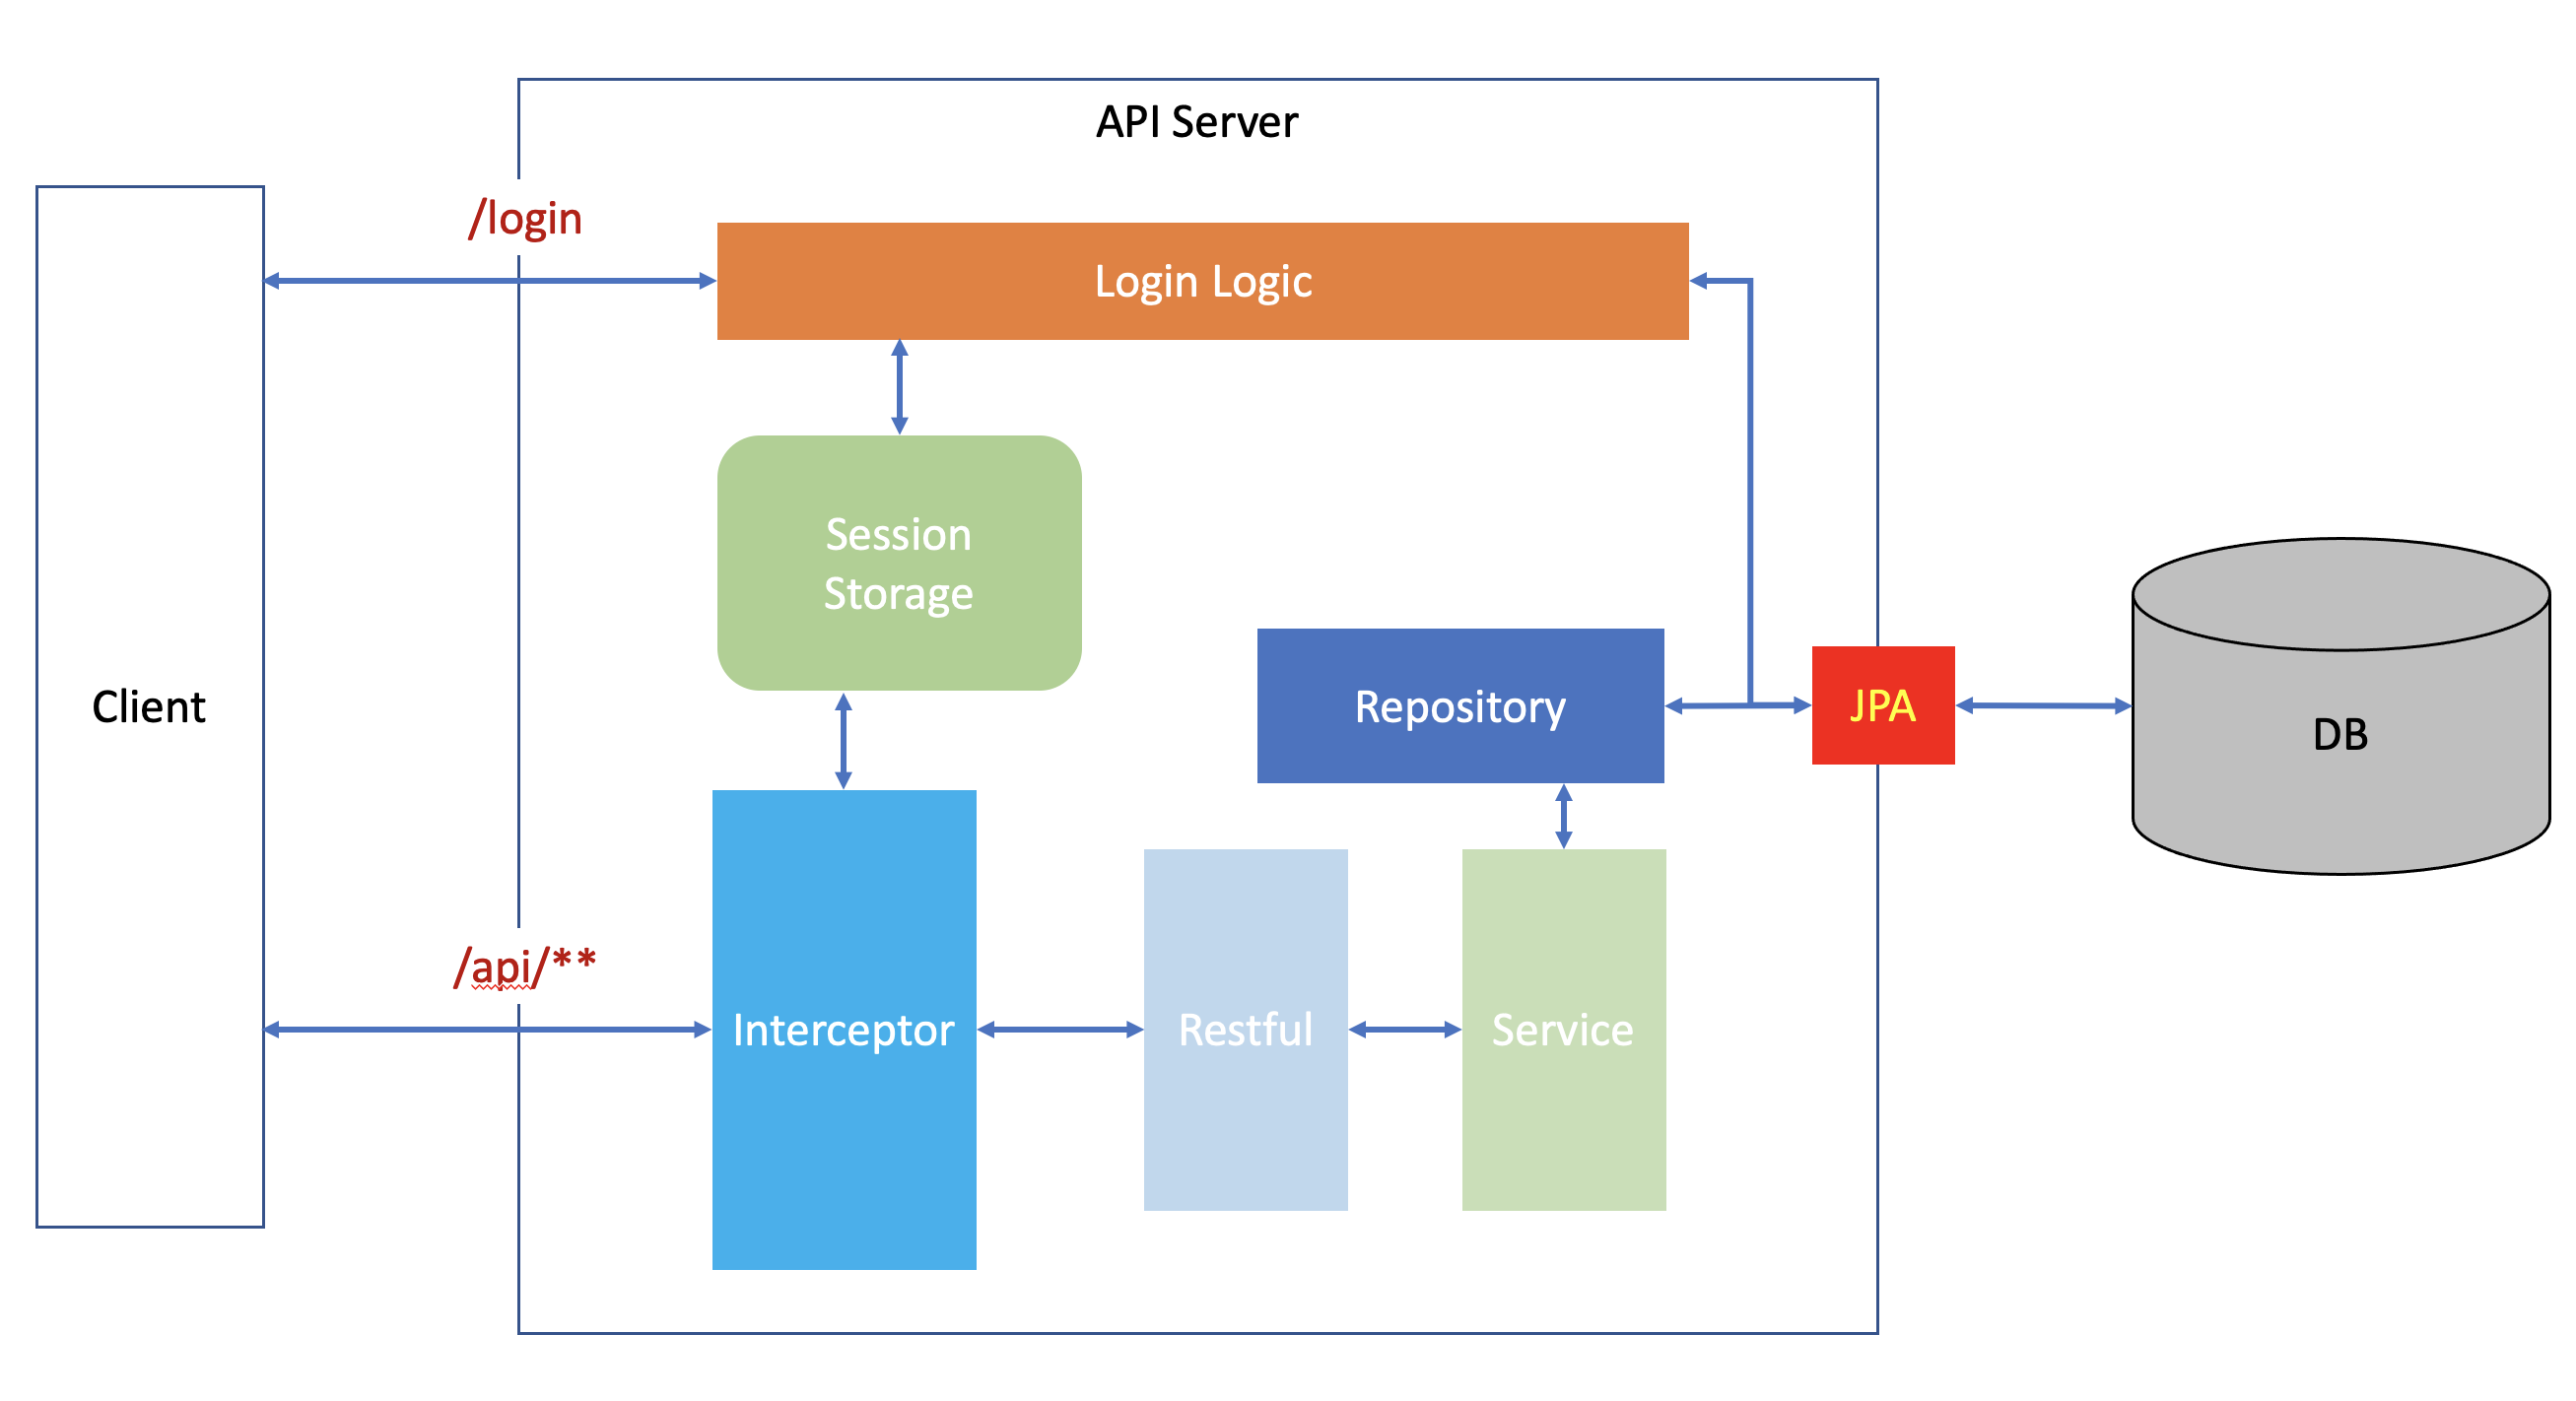 API Server
/login
Login Logic
Session
Storage
Client
Repository
JPA
DB
/api/**
Interceptor
Restful
Service